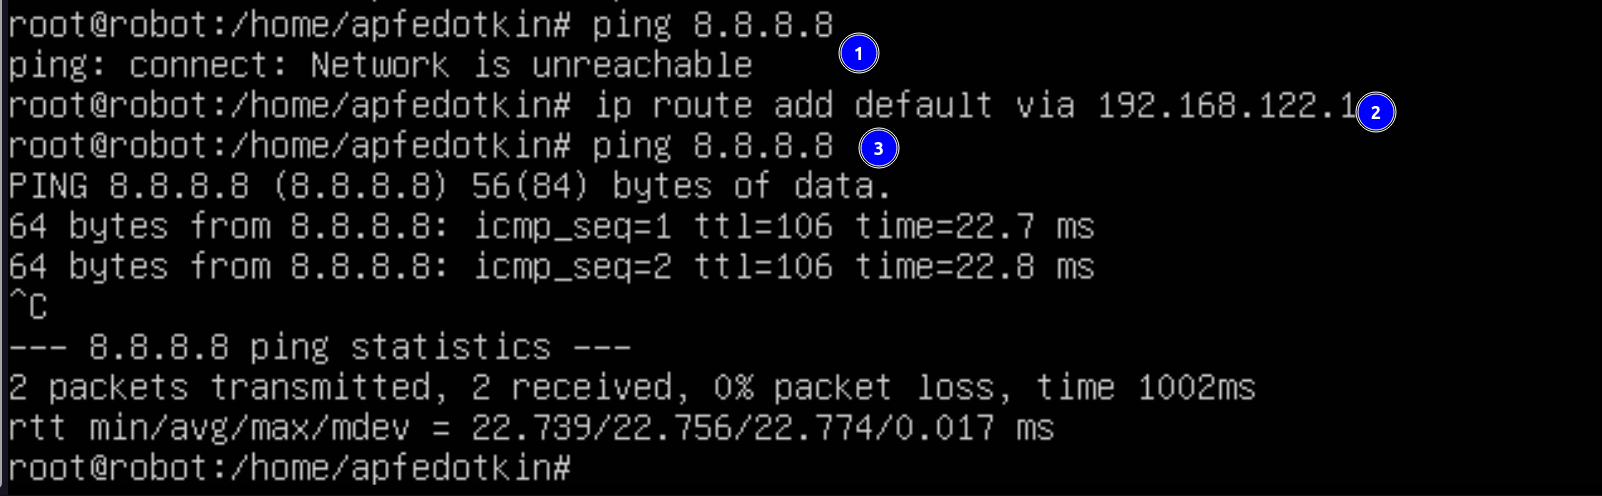 root@robot:/home/apfedotkin# ping 8.8.8.8
1
ping: connect: Network is unreachable
root@robot:/home/apfedotkin# ip route add default via 192.168.122.1
2
root@robot:/home/apfedotkin# ping 8.8.8.8
3
PING 8.8.8.8 (8.8.8.8) 56(84) bytes of data.
64 bytes from 8.8.8.8: icmp_seq=1 ttl=106 time=22.7 ms
64 bytes from 8.8.8.8: icmp_seq=2 ttl=106 time=22.8 ms
^C
--- 8.8.8.8 ping statistics ---
2 packets transmitted, 2 received, 0% packet loss, time 1002ms
rtt min/avg/max/mdev = 22.739/22.756/22.774/0.017 ms
root@robot:/home/apfedotkin#